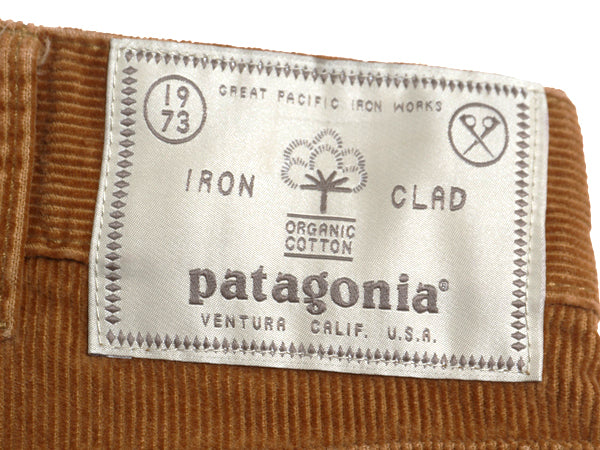 GREAT PACIFIC IRON WORKS
19
73
IRON CLAD
ORGANIC
COTTON
patagonia®
VENTURA CALIF. U.S.A.